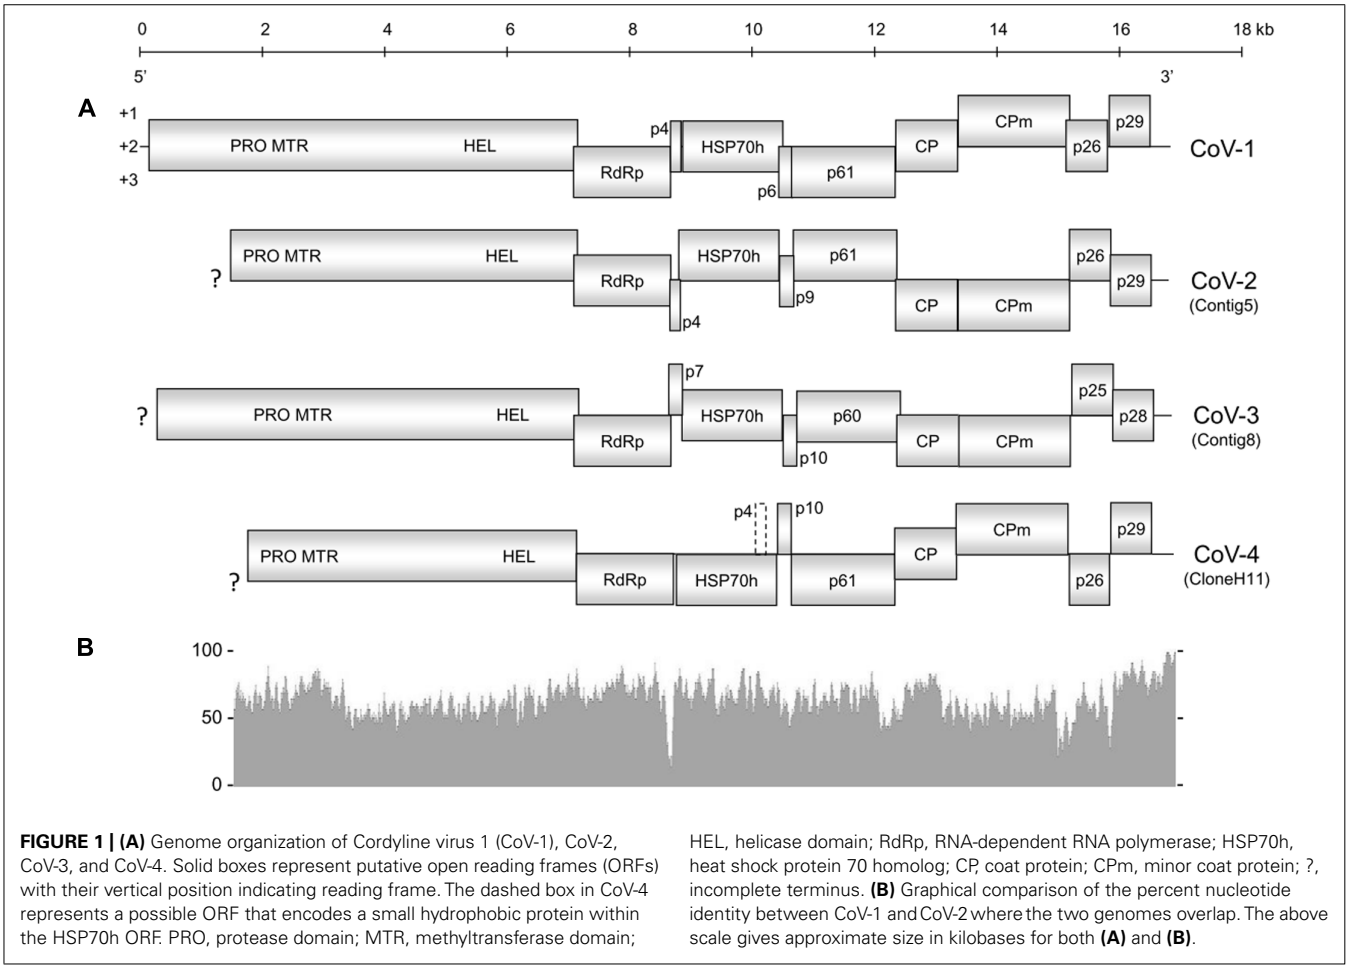 0 2 4 6 8 10 12 14 16 18 kb
5' 3'
A
+1
+2
+3
PRO MTR HEL RdRp p4 HSP70h p6 p61 CP CPm p26 p29 CoV-1
? PRO MTR HEL RdRp p4 HSP70h p9 p61 CP CPm p26 p29 CoV-2
(Contig5)
? PRO MTR HEL RdRp p7 HSP70h p10 p60 CP CPm p25 p28 CoV-3
(Contig8)
? PRO MTR HEL RdRp HSP70h p4 p10 p61 CP CPm p26 p29 CoV-4
(CloneH11)
B
100
50
0
FIGURE 1 | (A) Genome organization of Cordyline virus 1 (CoV-1), CoV-2,
CoV-3, and CoV-4. Solid boxes represent putative open reading frames (ORFs)
with their vertical position indicating reading frame. The dashed box in CoV-4
represents a possible ORF that encodes a small hydrophobic protein within
the HSP70h ORF. PRO, protease domain; MTR, methyltransferase domain;
HEL, helicase domain; RdRp, RNA-dependent RNA polymerase; HSP70h,
heat shock protein 70 homolog; CP, coat protein; CPm, minor coat protein; ?,
incomplete terminus. (B) Graphical comparison of the percent nucleotide
identity between CoV-1 and CoV-2 where the two genomes overlap. The above
scale gives approximate size in kilobases for both (A) and (B).